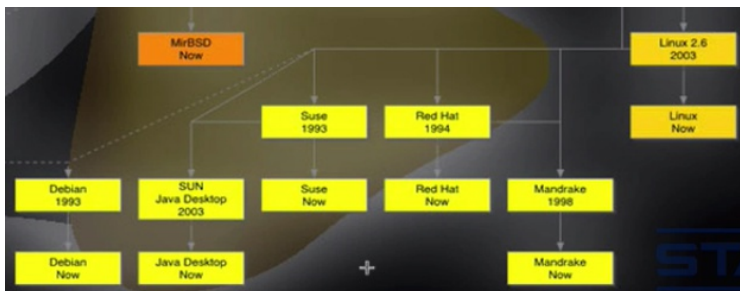 MirBSD
Now
Linux 2.6
2003
Suse
1993
Red Hat
1994
Linux
Now
Debian
1993
SUN
Java Desktop
2003
Suse
Now
Red Hat
Now
Mandrake
1998
Debian
Now
Java Desktop
Now
Mandrake
Now